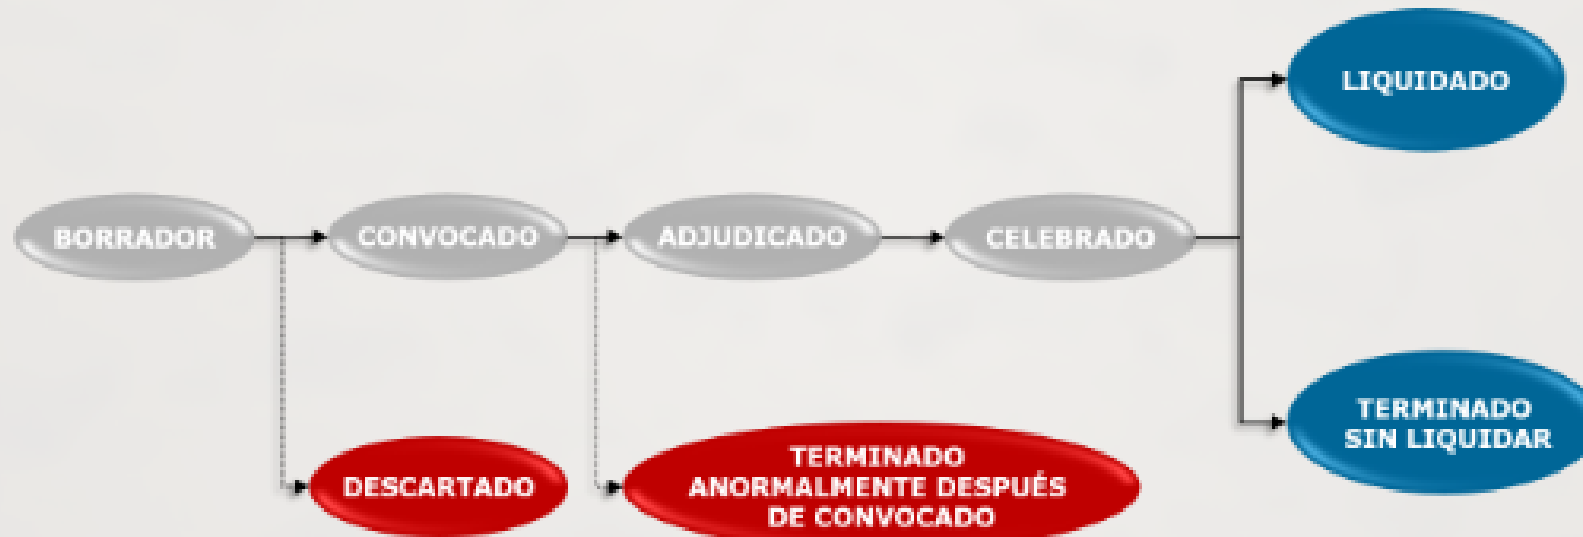 LIQUIDADO
BORRADOR
CONVOCADO
ADJUDICADO
CELEBRADO
TERMINADO
SIN LIQUIDAR
DESCARTADO
TERMINADO
ANORMALMENTE DESPUÉS
DE CONVOCADO